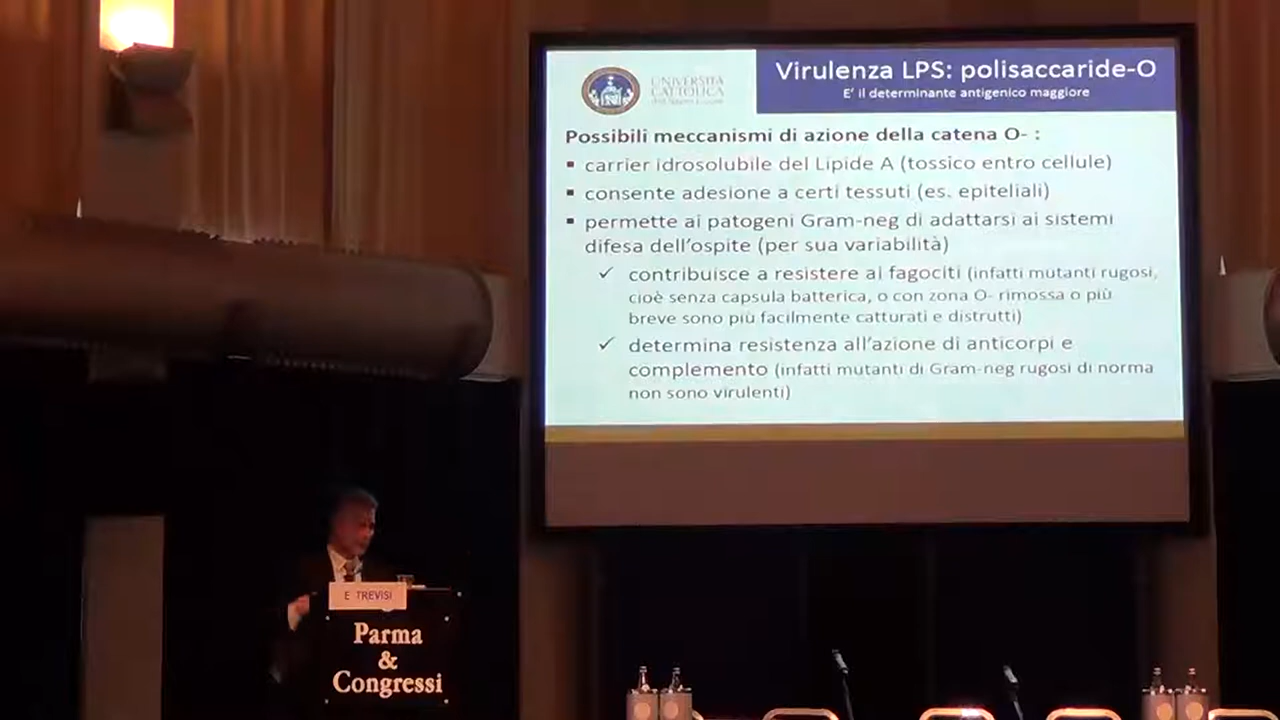 UNIVERSITÀ
CATTOLICA
del Sacro Cuore
Virulenza LPS: polisaccaride-O
E' il determinante antigenico maggiore
Possibili meccanismi di azione della catena O- :
▪ carrier idrosolubile del Lipide A (tossico entro cellule)
▪ consente adesione a certi tessuti (es. epiteliali)
▪ permette ai patogeni Gram-neg di adattarsi ai sistemi
difesa dell'ospite (per sua variabilità)
✓ contribuisce a resistere ai fagociti (infatti mutanti rugosi,
cioè senza capsula batterica, o con zona O- rimossa o più
breve sono più facilmente catturati e distrutti)
✓ determina resistenza all'azione di anticorpi e
complemento (infatti mutanti di Gram-neg rugosi di norma
non sono virulenti)
E TREVISI
Parma
&
Congressi